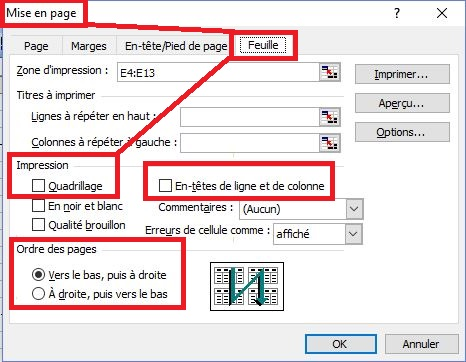 Mise en page
Page Marges En-tête/Pied de page Feuille
Zone d'impression : E4:E13
Imprimer...
Titres à imprimer
Aperçu...
Lignes à répéter en haut :
Options...
Colonnes à répéter à gauche :
Impression
Quadrillage
En-têtes de ligne et de colonne
En noir et blanc
Commentaires : (Aucun)
Qualité brouillon
Erreurs de cellule comme : affiché
Ordre des pages
Vers le bas, puis à droite
À droite, puis vers le bas
OK Annuler